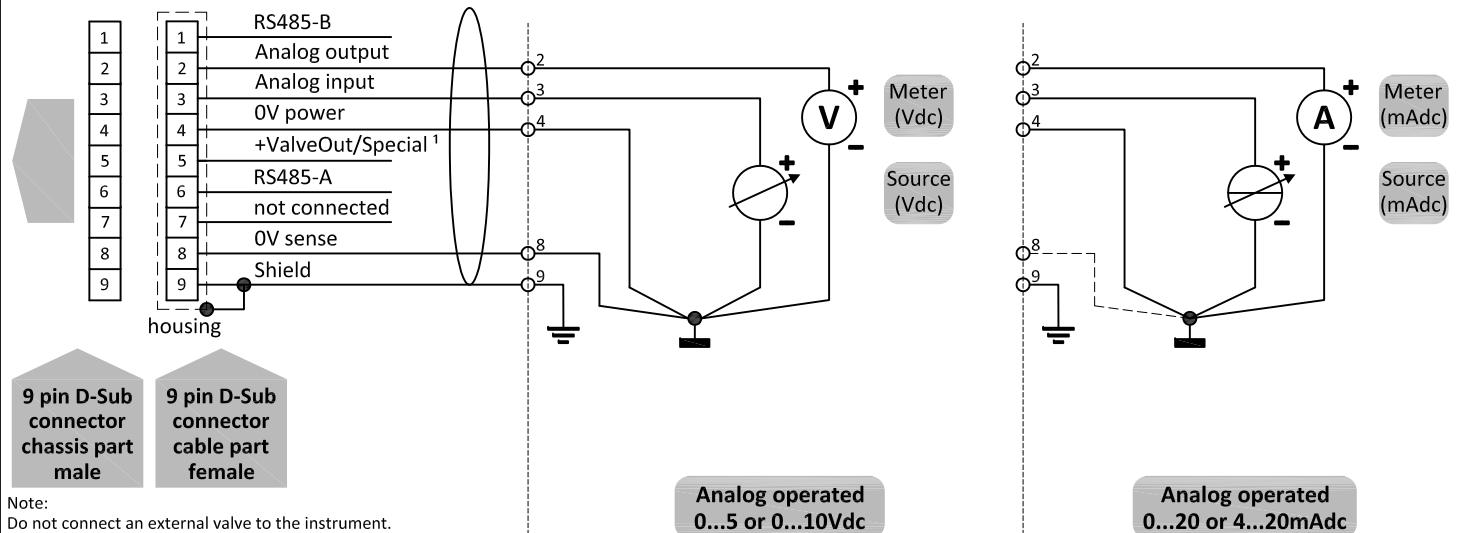 1
2
3
4
5
6
7
8
9
1
2
3
4
5
6
7
8
9
housing
RS485-B
Analog output
Analog input
0V power
+ValveOut/Special ¹
RS485-A
not connected
0V sense
Shield
2
3
4
8
9
V
+
−
+
−
Meter
(Vdc)
Source
(Vdc)
2
3
4
8
9
A
+
−
+
−
Meter
(mAdc)
Source
(mAdc)
9 pin D-Sub
connector
chassis part
male
9 pin D-Sub
connector
cable part
female
Note:
Do not connect an external valve to the instrument.
Analog operated
0...5 or 0...10Vdc
Analog operated
0...20 or 4...20mAdc